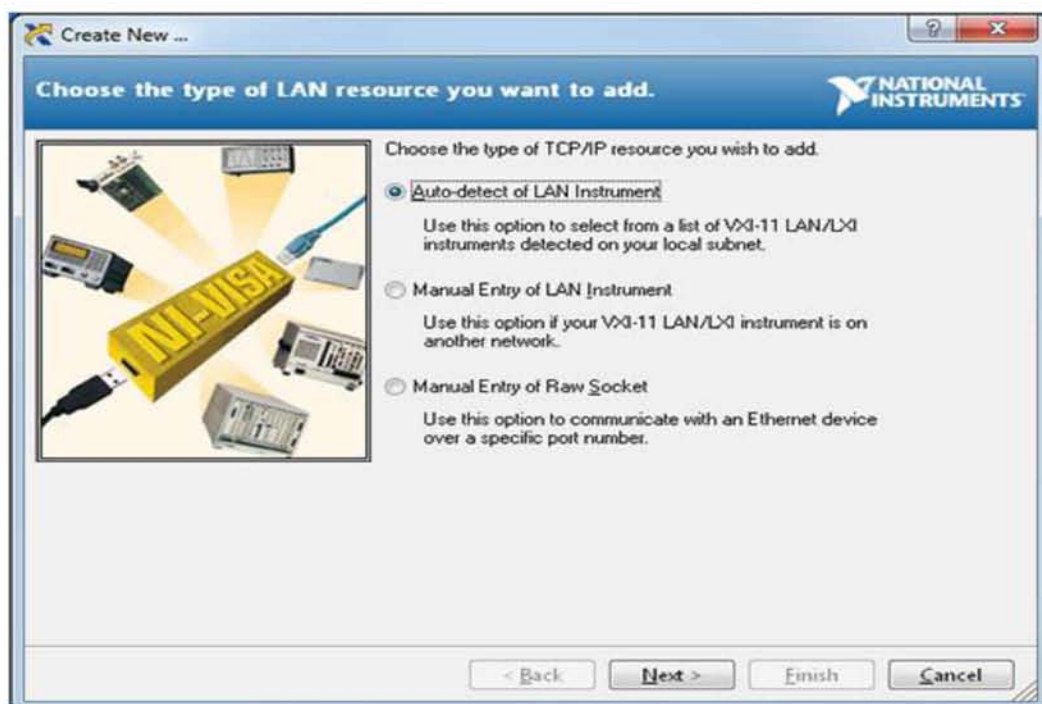 Create New ...
Choose the type of LAN resource you want to add.
NATIONAL
INSTRUMENTS
NI-VISA
Choose the type of TCP/IP resource you wish to add.
Auto-detect of LAN Instrument
Use this option to select from a list of VXI-11 LAN/LXI
instruments detected on your local subnet.
Manual Entry of LAN Instrument
Use this option if your VXI-11 LAN/LXI instrument is on
another network.
Manual Entry of Raw Socket
Use this option to communicate with an Ethernet device
over a specific port number.
< Back
Next >
Finish
Cancel